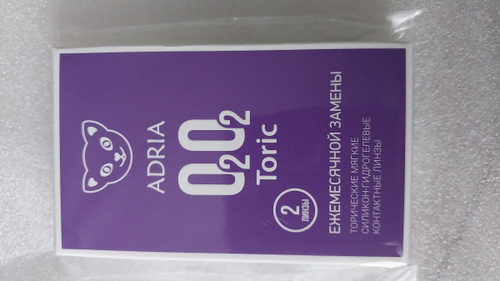 ADRIA
O2O2
Toric
2
ЛИНЗЫ
ЕЖЕМЕСЯЧНОЙ ЗАМЕНЫ
ТОРИЧЕСКИЕ МЯГКИЕ
СИЛИКОН-ГИДРОГЕЛЕВЫЕ
КОНТАКТНЫЕ ЛИНЗЫ